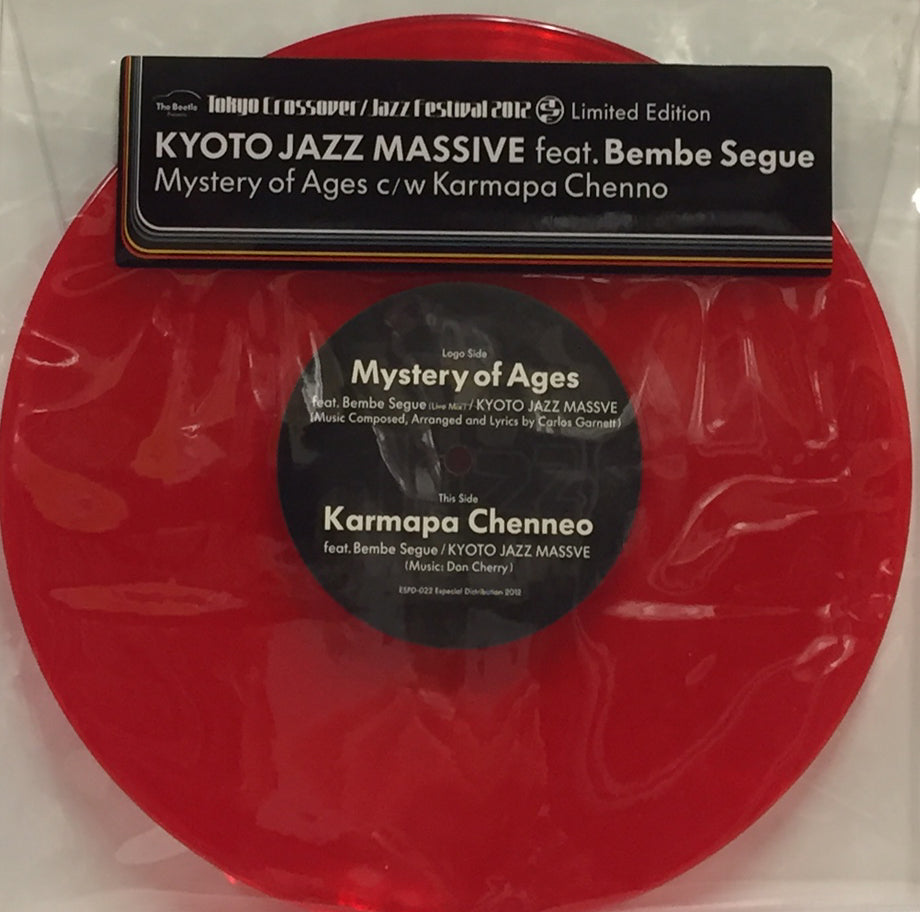 The Beetle
Presents
Tokyo Crossover/Jazz Festival 2012 Limited Edition
KYOTO JAZZ MASSIVE feat. Bembe Segue
Mystery of Ages c/w Karmapa Chenno
Logo Side
Mystery of Ages
feat. Bembe Segue (Live Mix) / KYOTO JAZZ MASSVE
(Music Composed, Arranged and Lyrics by Carlos Garnett)
This Side
Karmapa Chenneo
feat. Bembe Segue / KYOTO JAZZ MASSVE
(Music: Don Cherry)
ESPD-022 Especial Distribution 2012